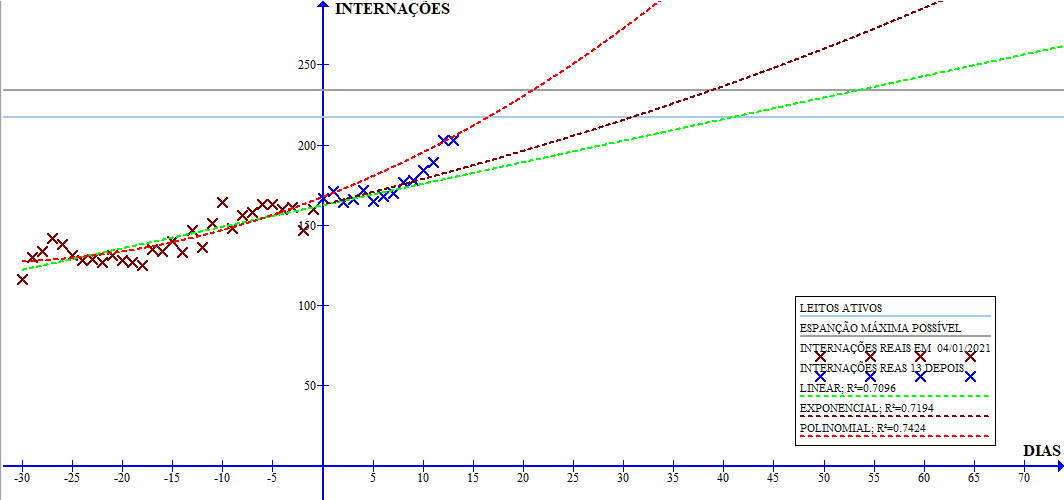 INTERNAÇÕES
250
200
150
100
50
DIAS
-30 -25 -20 -15 -10 -5 5 10 15 20 25 30 35 40 45 50 55 60 65 70
LEITOS ATIVOS
ESPANÇÃO MÁXIMA POSSÍVEL
INTERNAÇÕES REAIS EM 04/01/2021
INTERNAÇÕES REAS 13 DEPOIS
LINEAR; R²=0.7096
EXPONENCIAL; R²=0.7194
POLINOMIAL; R²=0.7424